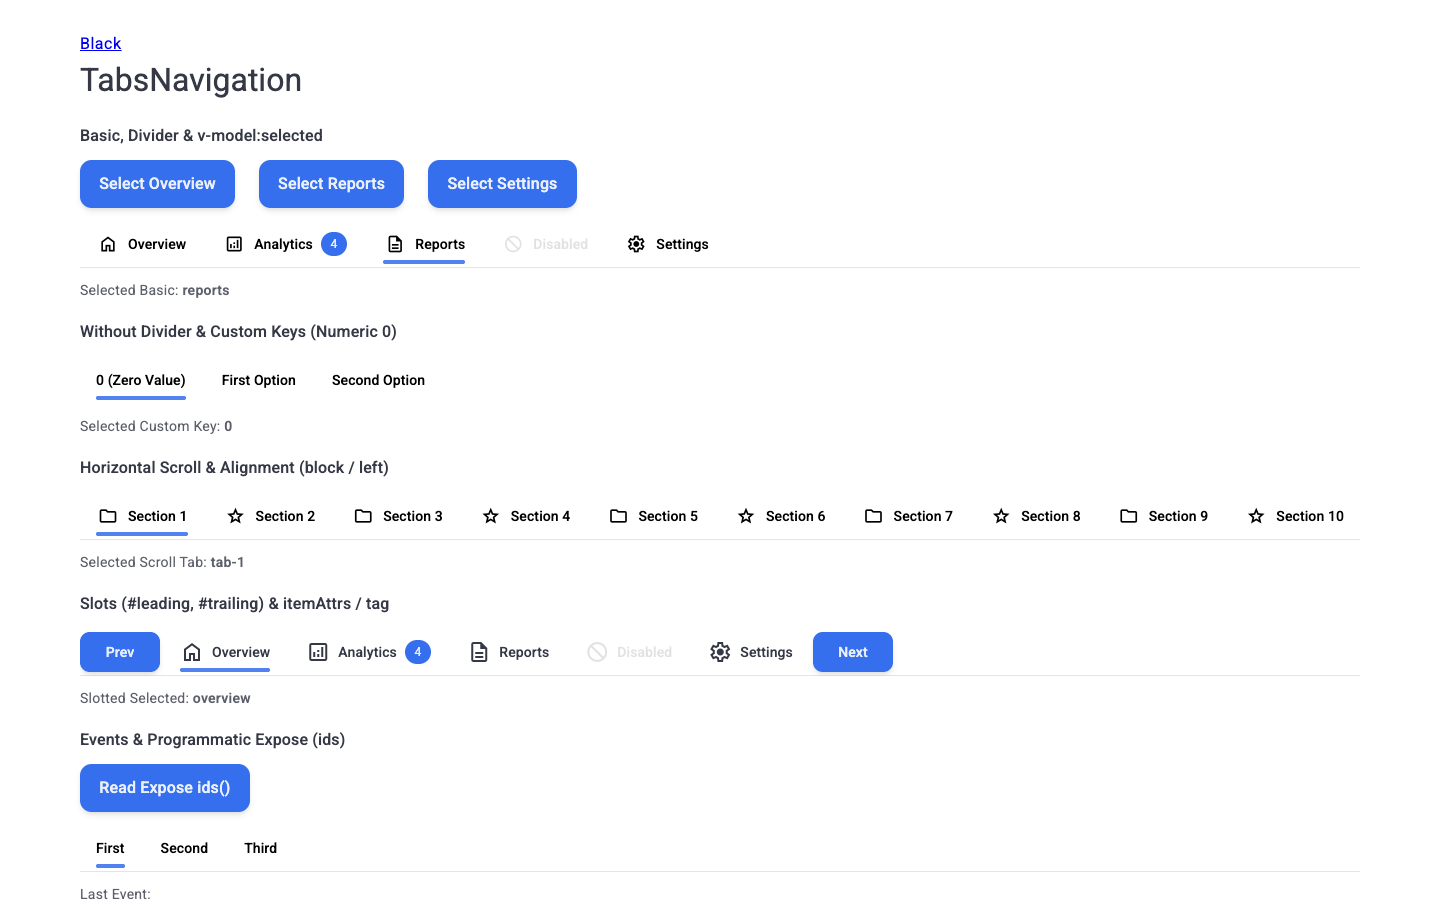 Black
TabsNavigation
Basic, Divider & v-model:selected
Select Overview Select Reports Select Settings
Overview Analytics 4 Reports Disabled Settings
Selected Basic: reports
Without Divider & Custom Keys (Numeric 0)
0 (Zero Value) First Option Second Option
Selected Custom Key: 0
Horizontal Scroll & Alignment (block / left)
Section 1 Section 2 Section 3 Section 4 Section 5 Section 6 Section 7 Section 8 Section 9 Section 10
Selected Scroll Tab: tab-1
Slots (#leading, #trailing) & itemAttrs / tag
Prev Overview Analytics 4 Reports Disabled Settings Next
Slotted Selected: overview
Events & Programmatic Expose (ids)
Read Expose ids()
First Second Third
Last Event: